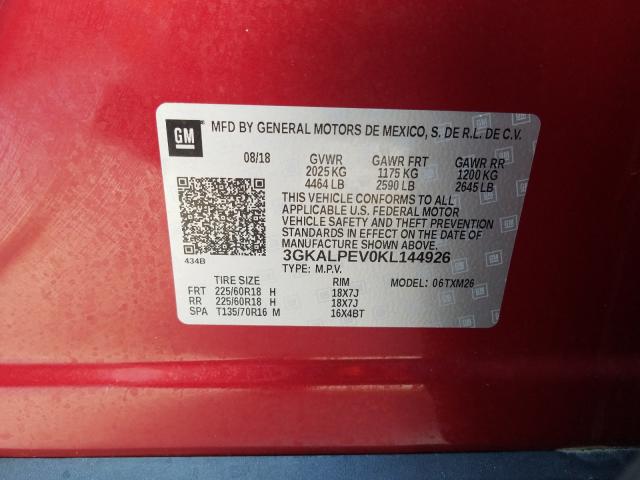 GM MFD BY GENERAL MOTORS DE MEXICO, S. DE R.L. DE C.V.
08/18 GVWR GAWR FRT GAWR RR
2025 KG 1175 KG 1200 KG
4464 LB 2590 LB 2645 LB
THIS VEHICLE CONFORMS TO ALL
APPLICABLE U.S. FEDERAL MOTOR
VEHICLE SAFETY AND THEFT PREVENTION
STANDARDS IN EFFECT ON THE DATE OF
MANUFACTURE SHOWN ABOVE.
434B 3GKALPEV0KL144926
TYPE: M.P.V. MODEL: 06TXM26
TIRE SIZE RIM
FRT 225/60R18 H 18X7J
RR 225/60R18 H 18X7J
SPA T135/70R16 M 16X4BT